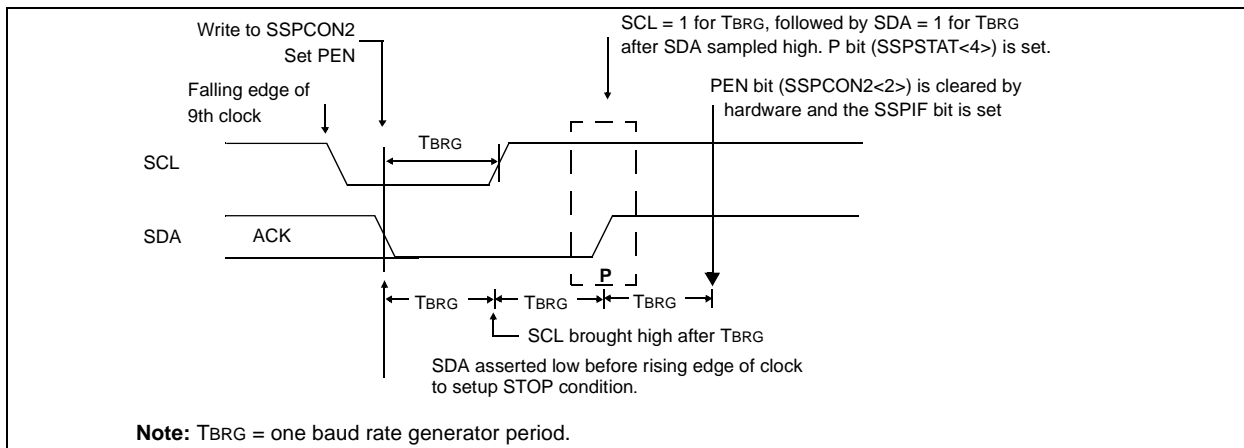 Write to SSPCON2
Set PEN
SCL = 1 for TBRG, followed by SDA = 1 for TBRG
after SDA sampled high. P bit (SSPSTAT<4>) is set.
Falling edge of
9th clock
PEN bit (SSPCON2<2>) is cleared by
hardware and the SSPIF bit is set
TBRG
SCL
SDA
ACK
P
TBRG
TBRG
TBRG
SCL brought high after TBRG
SDA asserted low before rising edge of clock
to setup STOP condition.
Note: TBRG = one baud rate generator period.